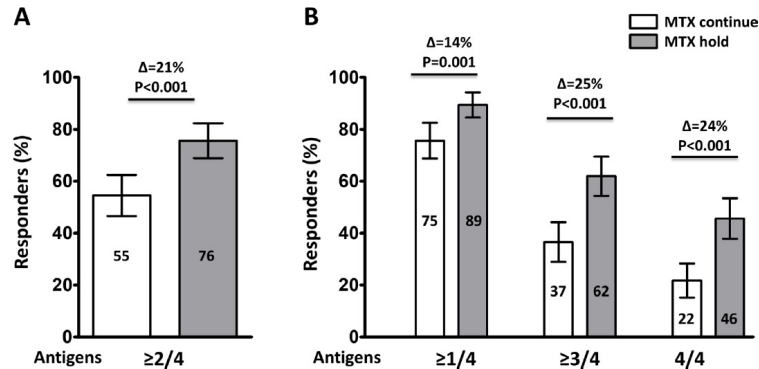 A
Δ=21%
P<0.001
Responders (%)
100
80
60
40
20
0
55
76
Antigens
≥2/4
B
MTX continue
MTX hold
Δ=14%
P=0.001
Δ=25%
P<0.001
Δ=24%
P<0.001
Responders (%)
100
80
60
40
20
0
75
89
37
62
22
46
Antigens
≥1/4
≥3/4
4/4